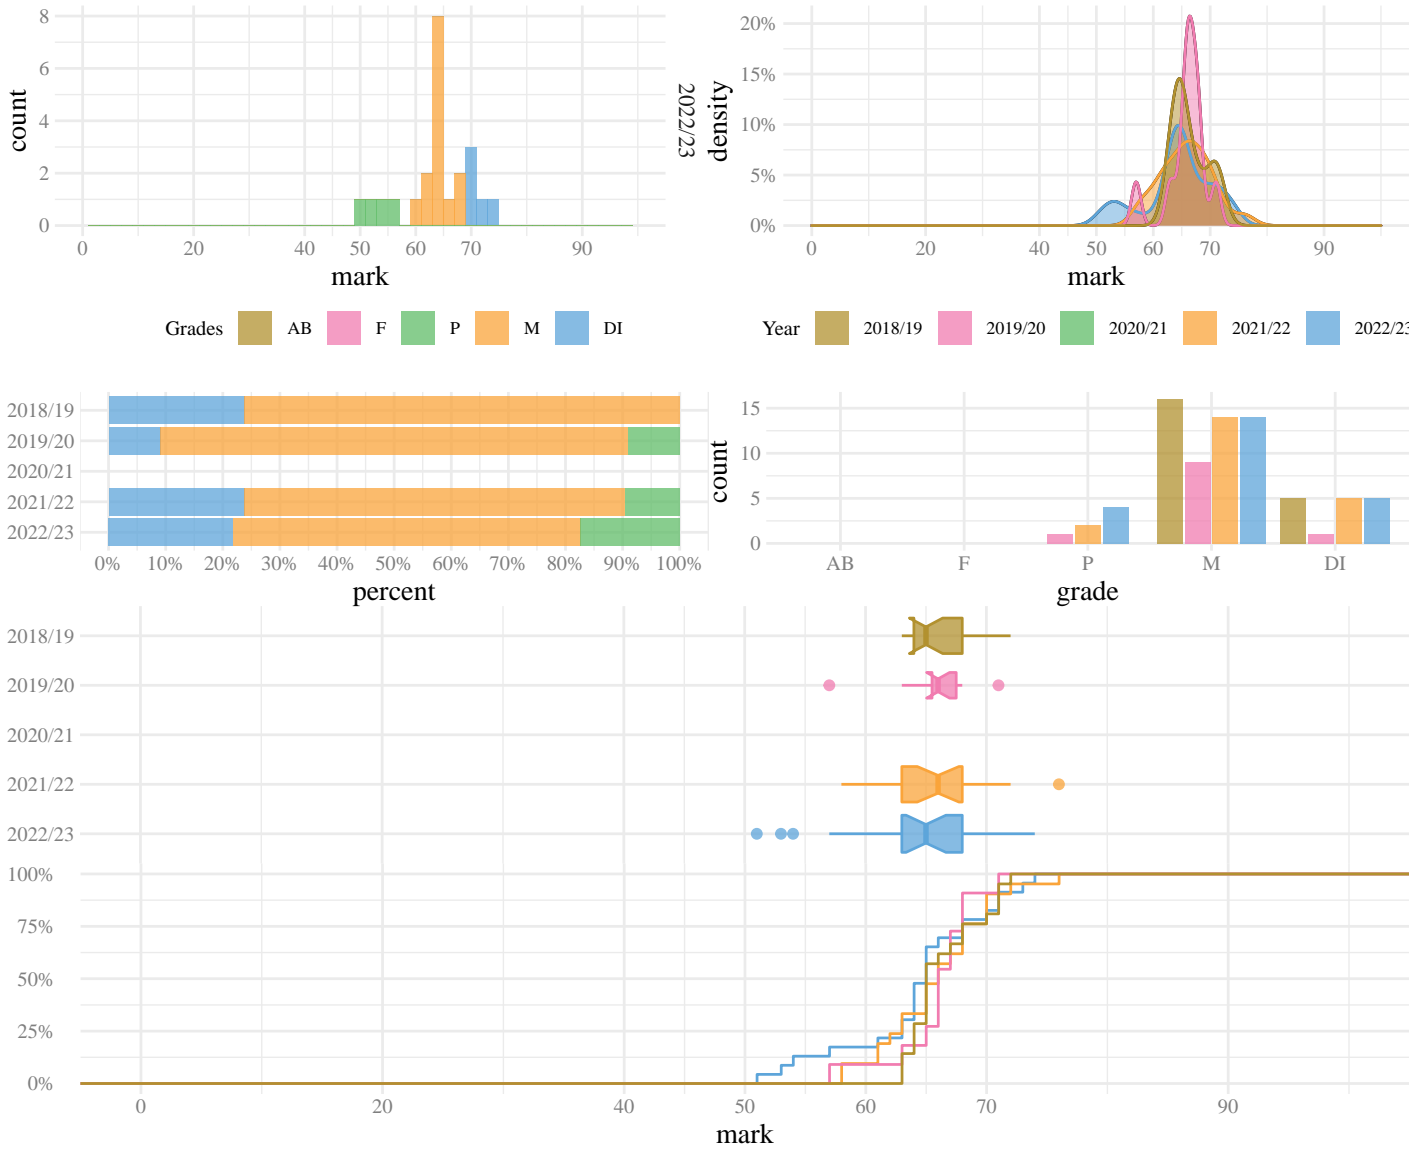 8
6
4
2
0
count
0 20 40 50 60 70 90
mark
2022/23
20%
15%
10%
5%
0%
density
0 20 40 50 60 70 90
mark
Grades AB F P M DI
Year 2018/19 2019/20 2020/21 2021/22 2022/23
2018/19
2019/20
2020/21
2021/22
2022/23
0% 10% 20% 30% 40% 50% 60% 70% 80% 90% 100%
percent
15
10
5
0
count
AB F P M DI
grade
2018/19
2019/20
2020/21
2021/22
2022/23
100%
75%
50%
25%
0%
0 20 40 50 60 70 90
mark